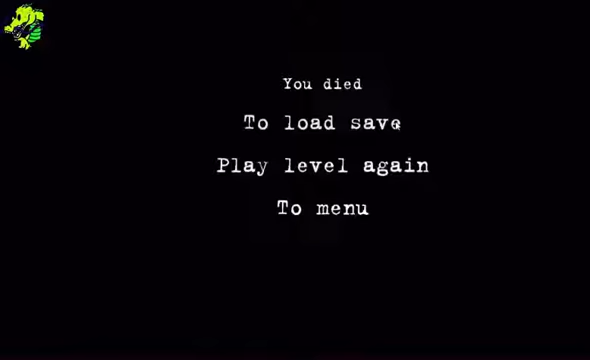 You died
To load save
Play level again
To menu